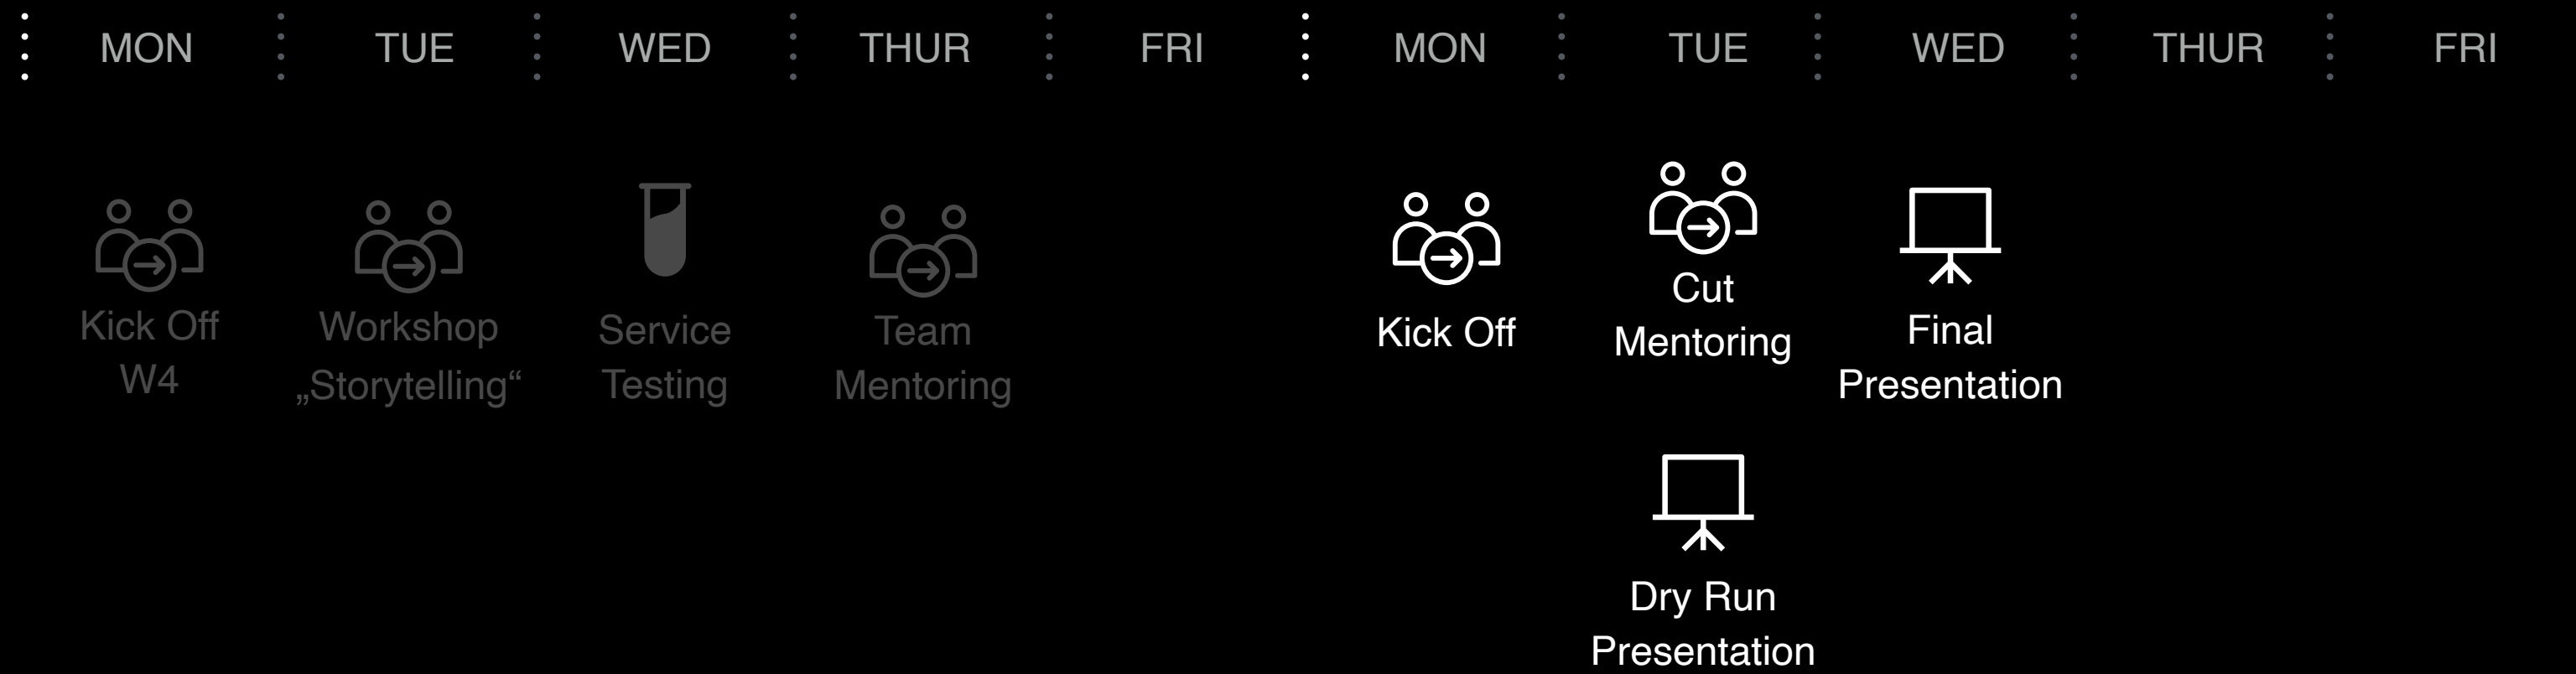 MON TUE WED THUR FRI MON TUE WED THUR FRI
Kick Off
W4
Workshop
„Storytelling“
Service
Testing
Team
Mentoring
Kick Off
Cut
Mentoring
Dry Run
Presentation
Final
Presentation